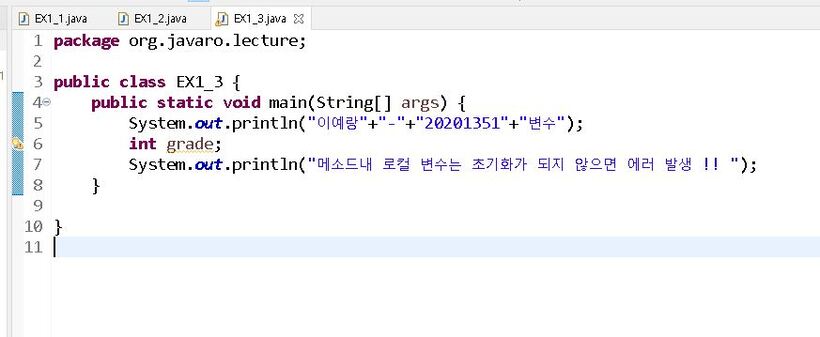 EX1_1.java EX1_2.java EX1_3.java
1 package org.javaro.lecture;
2
3 public class EX1_3 {
4 public static void main(String[] args) {
5 System.out.println("이예랑"+"-"+"20201351"+"변수");
6 int grade;
7 System.out.println("메소드내 로컬 변수는 초기화가 되지 않으면 에러 발생 !! ");
8 }
9
10 }
11